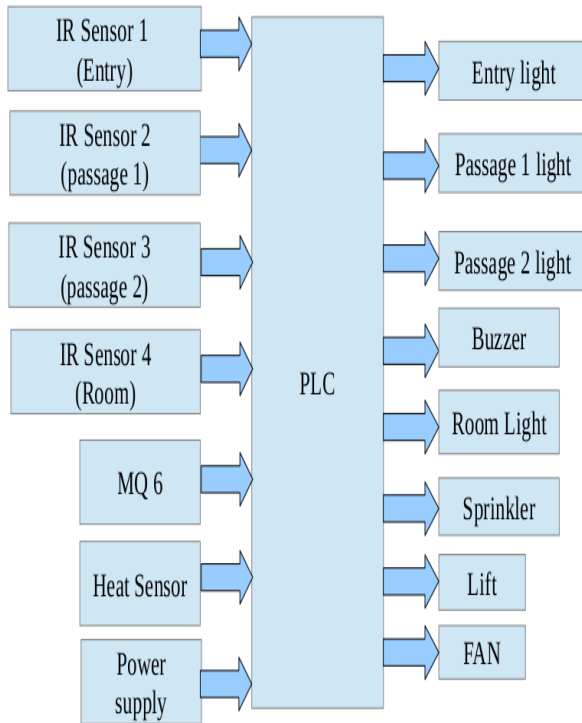 IR Sensor 1
(Entry)
IR Sensor 2
(passage 1)
IR Sensor 3
(passage 2)
IR Sensor 4
(Room)
MQ 6
Heat Sensor
Power
supply
PLC
Entry light
Passage 1 light
Passage 2 light
Buzzer
Room Light
Sprinkler
Lift
FAN